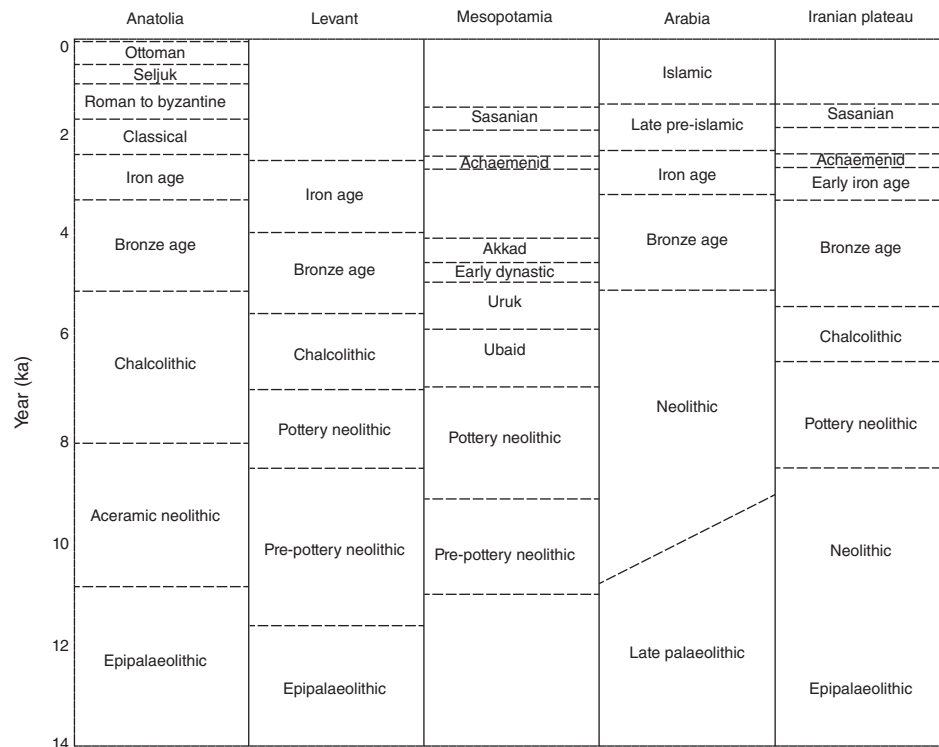 Anatolia
Levant
Mesopotamia
Arabia
Iranian plateau
Year (ka)
0
2
4
6
8
10
12
14
Ottoman
Seljuk
Roman to byzantine
Classical
Iron age
Bronze age
Chalcolithic
Aceramic neolithic
Epipalaeolithic
Iron age
Bronze age
Chalcolithic
Pottery neolithic
Pre-pottery neolithic
Epipalaeolithic
Sasanian
Achaemenid
Akkad
Early dynastic
Uruk
Ubaid
Pottery neolithic
Pre-pottery neolithic
Islamic
Late pre-islamic
Iron age
Bronze age
Neolithic
Late palaeolithic
Sasanian
Achaemenid
Early iron age
Bronze age
Chalcolithic
Pottery neolithic
Neolithic
Epipalaeolithic